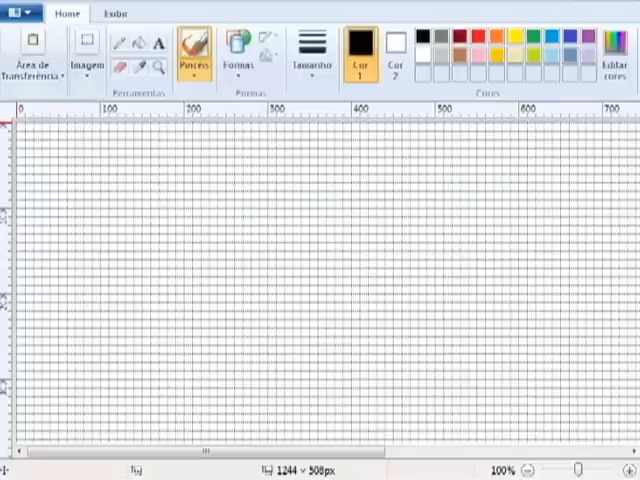 Home Exibir
Área de Transferência
Imagem
Ferramentas
Pincéis
Formas
Formas
Tamanho
Cor 1
Cor 2
Cores
Editar cores
0 100 200 300 400 500 600 700
1244 × 508px
100%